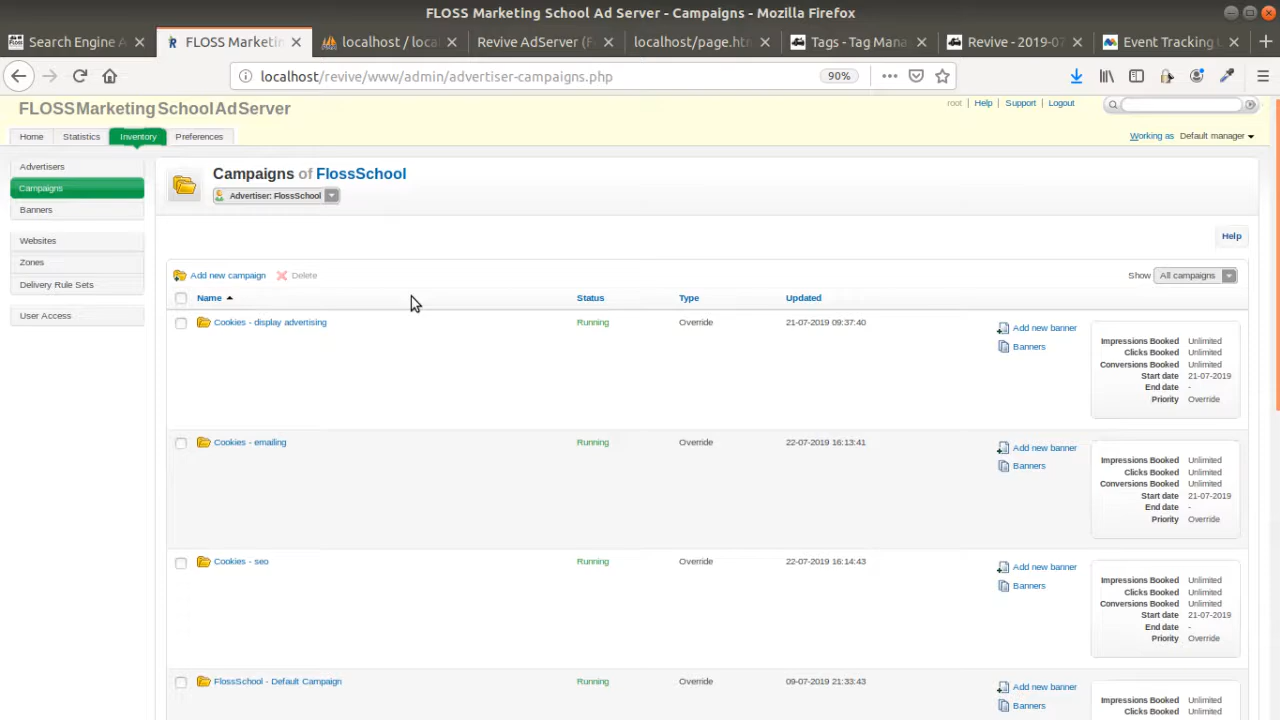 FLOSS Marketing School Ad Server - Campaigns - Mozilla Firefox
Search Engine A
FLOSS Marketin
localhost / loca
Revive AdServer (F
localhost/page.htm
Tags - Tag Mana
Revive - 2019-07
Event Tracking
localhost/revive/www/admin/advertiser-campaigns.php
90%
FLOSSMarketingSchoolAdServer
root Help Support Logout
Home Statistics Inventory Preferences
Working as Default manager
Advertisers
Campaigns
Banners
Websites
Zones
Delivery Rule Sets
User Access
Campaigns of FlossSchool
Advertiser: FlossSchool
Help
Add new campaign Delete
Show All campaigns
Name Status Type Updated
Cookies - display advertising Running Override 21-07-2019 09:37:40
Add new banner
Banners
Impressions Booked Unlimited
Clicks Booked Unlimited
Conversions Booked Unlimited
Start date 21-07-2019
End date -
Priority Override
Cookies - emailing Running Override 22-07-2019 16:13:41
Add new banner
Banners
Impressions Booked Unlimited
Clicks Booked Unlimited
Conversions Booked Unlimited
Start date 21-07-2019
End date -
Priority Override
Cookies - seo Running Override 22-07-2019 16:14:43
Add new banner
Banners
Impressions Booked Unlimited
Clicks Booked Unlimited
Conversions Booked Unlimited
Start date 21-07-2019
End date -
Priority Override
FlossSchool - Default Campaign Running Override 09-07-2019 21:33:43
Add new banner
Banners
Impressions Booked Unlimited
Clicks Booked Unlimited